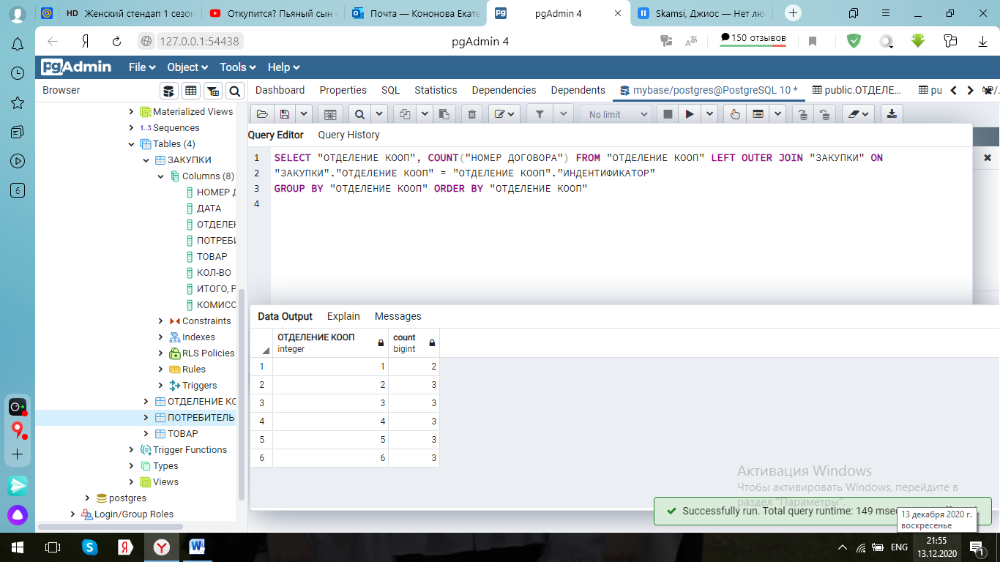 HD Женский стендап 1 сезон
Откупится? Пьяный сын
Почта — Кононова Екате
pgAdmin 4
Skamsi, Джиос — Нет лю
127.0.0.1:54438
pgAdmin 4
150 отзывов
pgAdmin File Object Tools Help
Browser
Dashboard Properties SQL Statistics Dependencies Dependents mybase/postgres@PostgreSQL 10 * public.ОТДЕЛЕ... pu
Materialized Views
1..3 Sequences
Tables (4)
ЗАКУПКИ
Columns (8)
НОМЕР Д
ДАТА
ОТДЕЛЕН
ПОТРЕБИ
ТОВАР
КОЛ-ВО
ИТОГО, Р
КОМИСС
Constraints
Indexes
RLS Policies
Rules
Triggers
ОТДЕЛЕНИЕ КО
ПОТРЕБИТЕЛЬ
ТОВАР
Trigger Functions
Types
Views
postgres
Login/Group Roles
6
No limit
Query Editor Query History
1 SELECT "ОТДЕЛЕНИЕ КООП", COUNT("НОМЕР ДОГОВОРА") FROM "ОТДЕЛЕНИЕ КООП" LEFT OUTER JOIN "ЗАКУПКИ" ON
2 "ЗАКУПКИ"."ОТДЕЛЕНИЕ КООП" = "ОТДЕЛЕНИЕ КООП"."ИНДЕНТИФИКАТОР"
3 GROUP BY "ОТДЕЛЕНИЕ КООП" ORDER BY "ОТДЕЛЕНИЕ КООП"
4
Data Output Explain Messages
ОТДЕЛЕНИЕ КООП count
integer bigint
1 1 2
2 2 3
3 3 3
4 4 3
5 5 3
6 6 3
Активация Windows
Чтобы активировать Windows, перейдите в
раздел "Параметры".
Successfully run. Total query runtime: 149 msec
13 декабря 2020 г.
воскресенье
ENG
21:55
13.12.2020
1